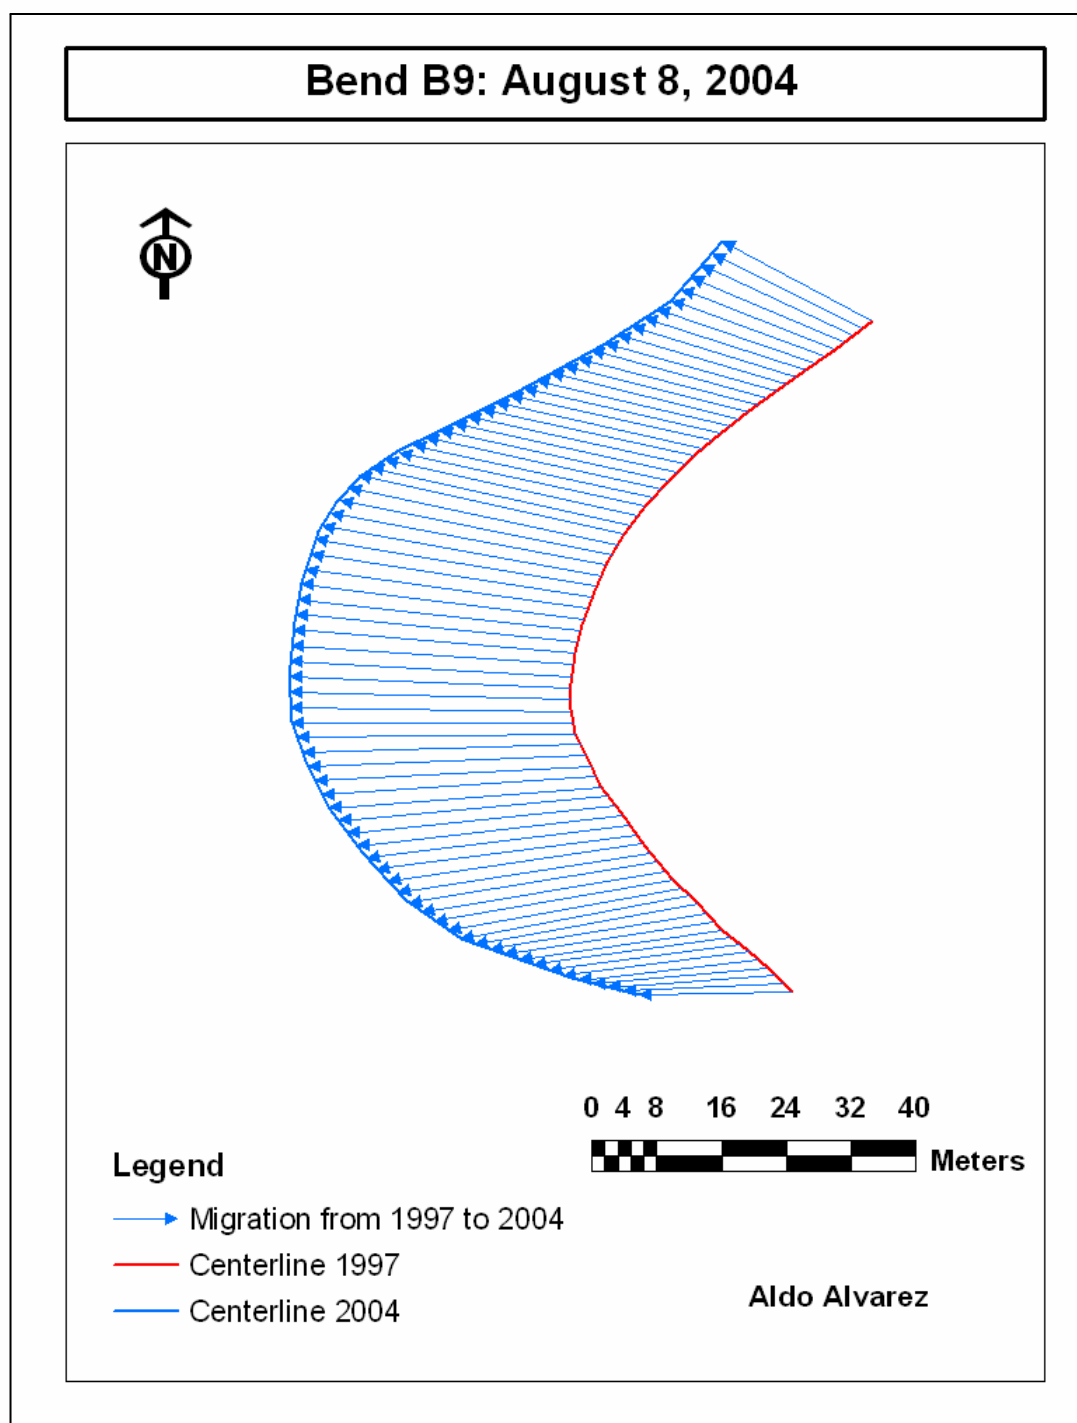 Bend B9: August 8, 2004
N
0 4 8 16 24 32 40
Meters
Legend
Migration from 1997 to 2004
Centerline 1997
Centerline 2004
Aldo Alvarez